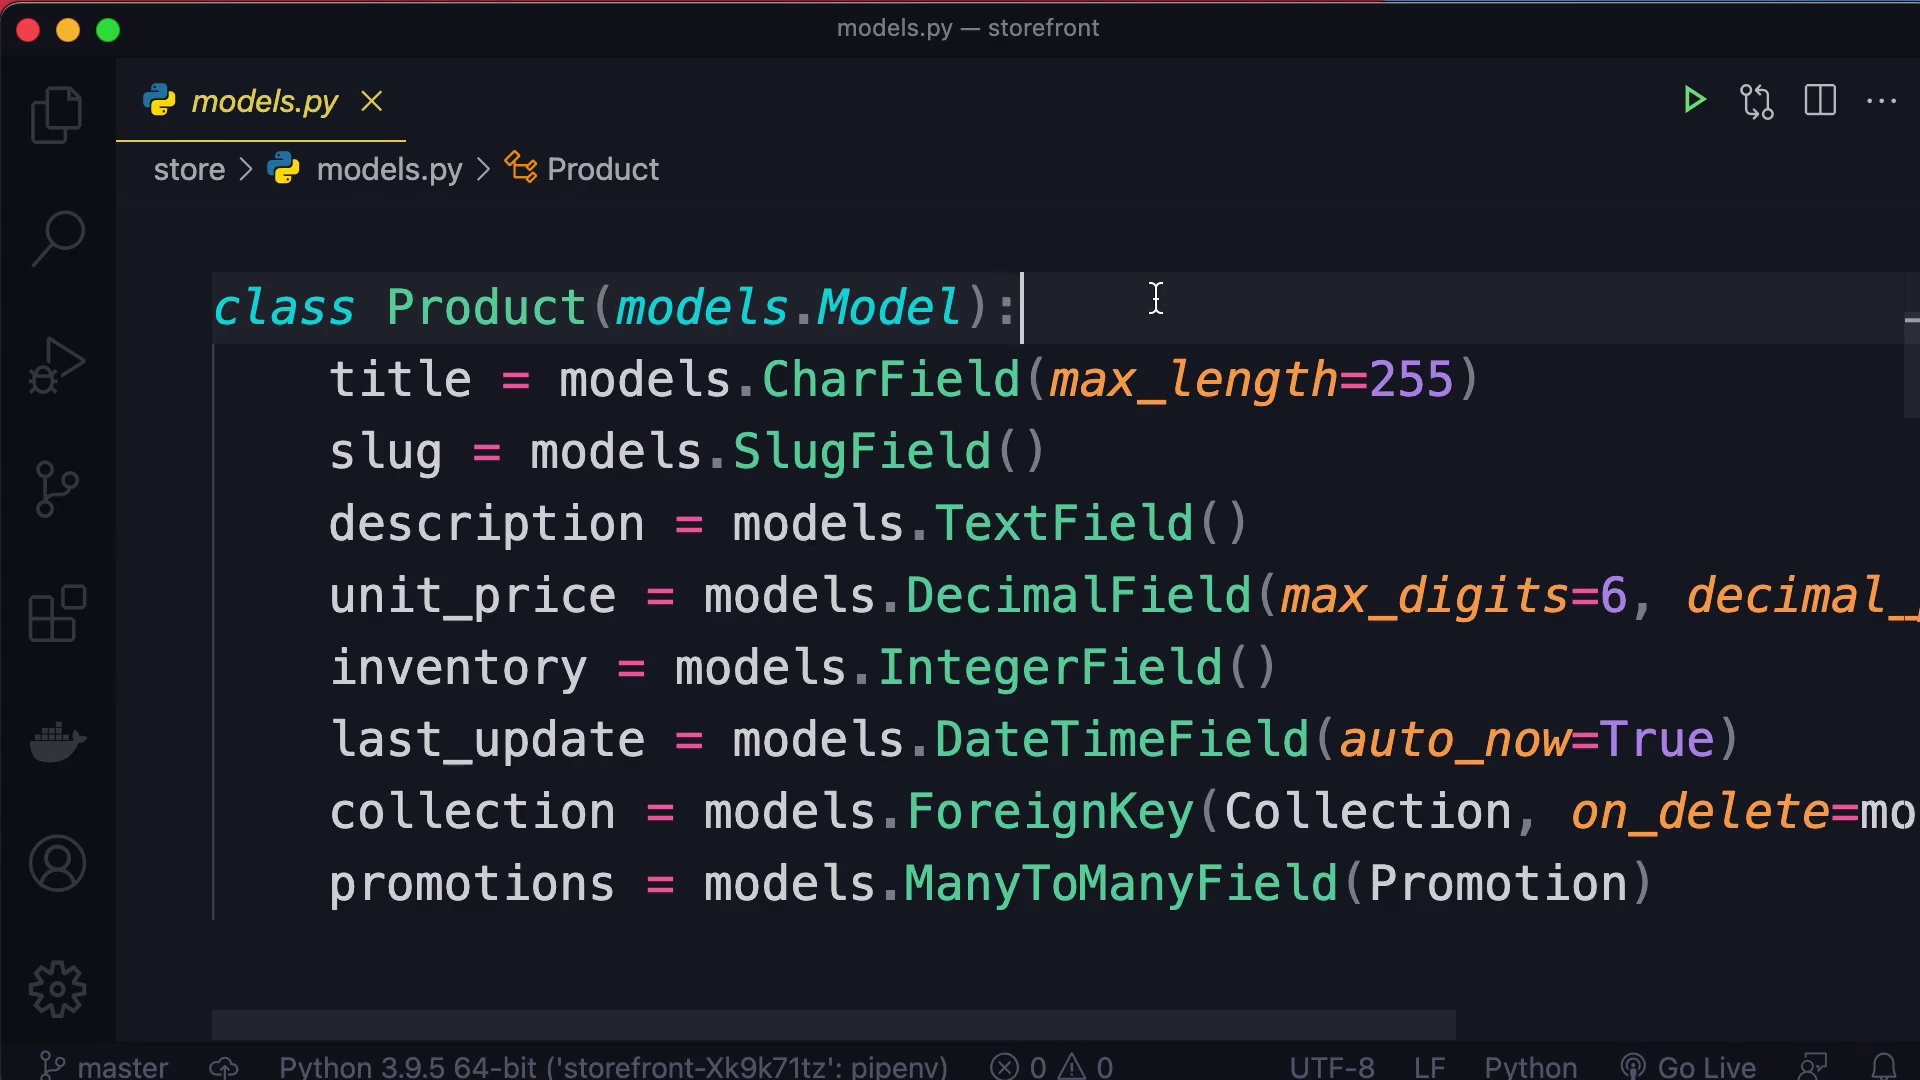 models.py — storefront
models.py
store > models.py > Product
class Product(models.Model):
title = models.CharField(max_length=255)
slug = models.SlugField()
description = models.TextField()
unit_price = models.DecimalField(max_digits=6, decimal_
inventory = models.IntegerField()
last_update = models.DateTimeField(auto_now=True)
collection = models.ForeignKey(Collection, on_delete=mo
promotions = models.ManyToManyField(Promotion)
master Python 3.9.5 64-bit ('storefront-Xk9k71tz': pipenv) 0 0 UTF-8 LF Python Go Live